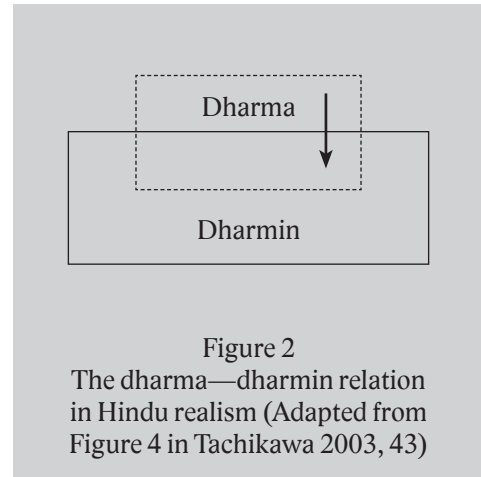 Dharma
Dharmin
Figure 2
The dharma—dharmin relation
in Hindu realism (Adapted from
Figure 4 in Tachikawa 2003, 43)